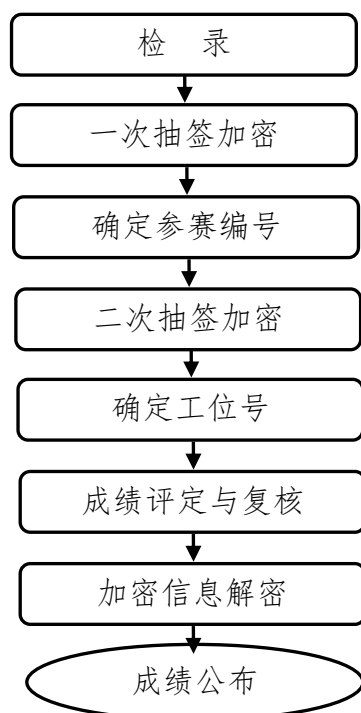 检 录
一次抽签加密
确定参赛编号
二次抽签加密
确定工位号
成绩评定与复核
加密信息解密
成绩公布